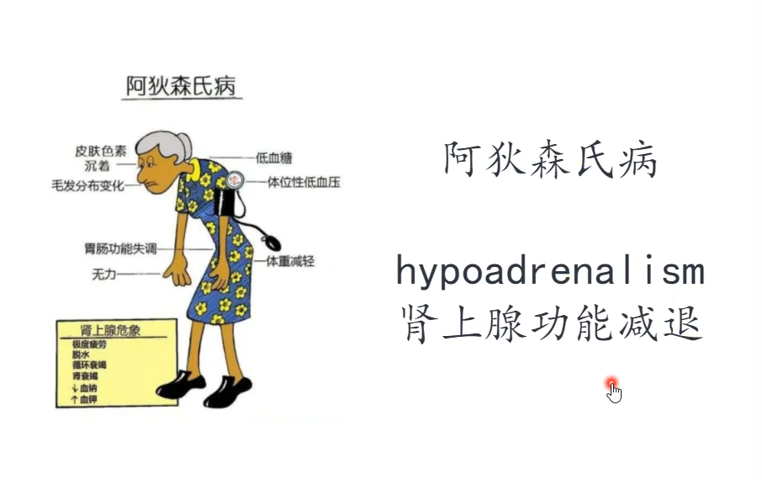 阿狄森氏病
皮肤色素
沉着
毛发分布变化
低血糖
体位性低血压
胃肠功能失调
体重减轻
无力
肾上腺危象
极度疲劳
脱水
循环衰竭
肾衰竭
↓血钠
↑血钾
阿狄森氏病
hypoadrenalism
肾上腺功能减退